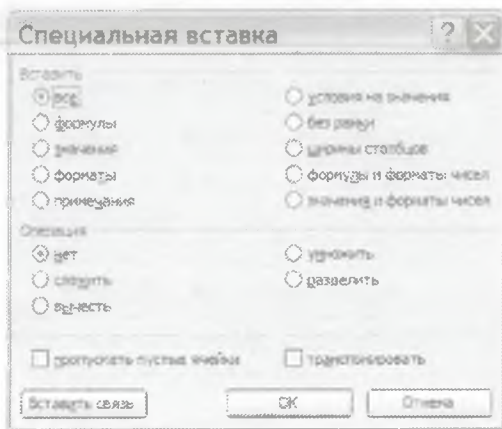 Специальная вставка
Вставить
все
условия на значения
формулы
без рамки
значения
ширины столбцов
форматы
формулы и форматы чисел
примечания
значения и форматы чисел
Операция
нет
умножить
сложить
разделить
вычесть
пропускать пустые ячейки
транспонировать
Вставить связь
ОК
Отмена